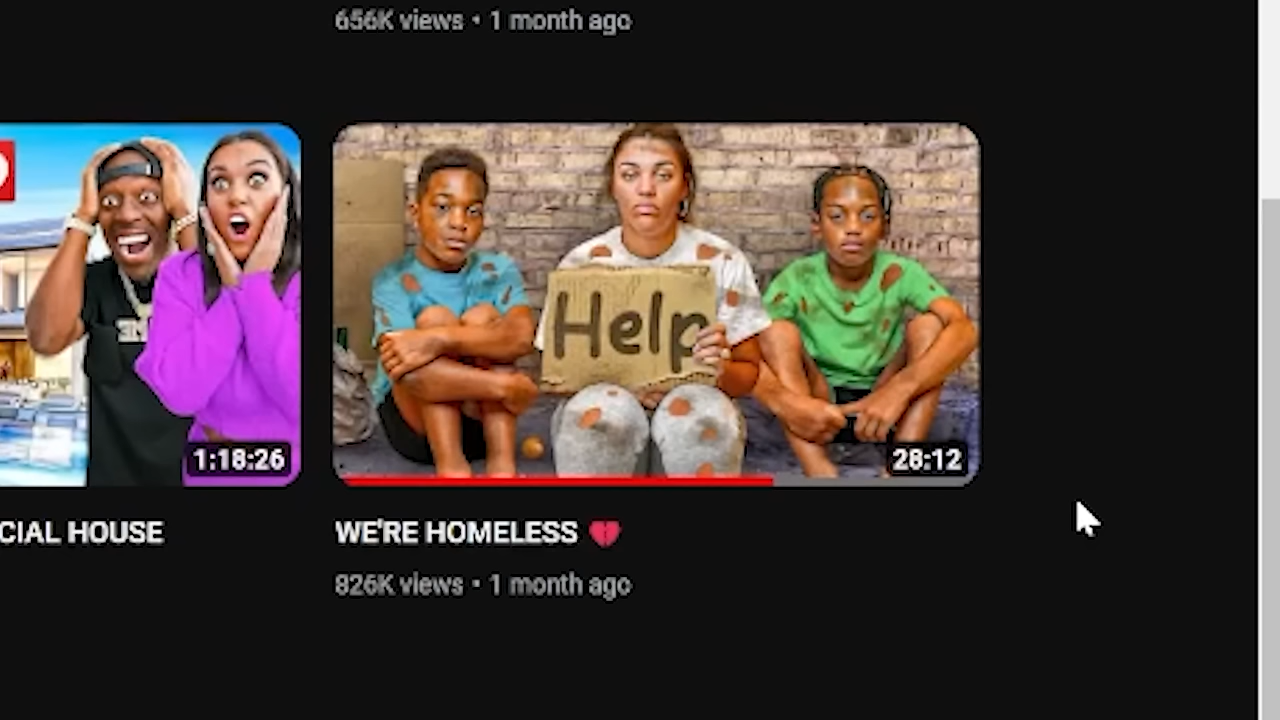 656K views • 1 month ago
Help
1:18:26
28:12
CIAL HOUSE
WE'RE HOMELESS 💔
826K views • 1 month ago